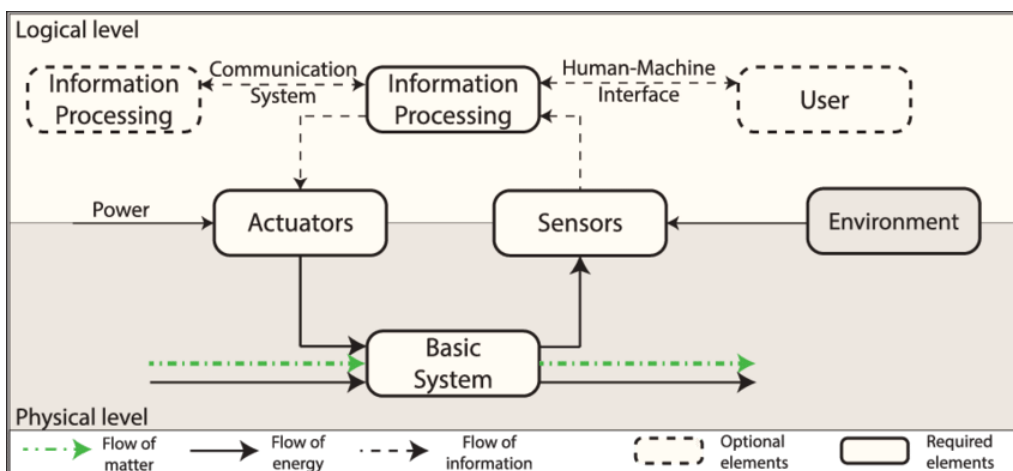 Logical level
Information
Processing
Communication
System
Information
Processing
Human-Machine
Interface
User
Power
Actuators
Sensors
Environment
Basic
System
Physical level
Flow of
matter
Flow of
energy
Flow of
information
Optional
elements
Required
elements